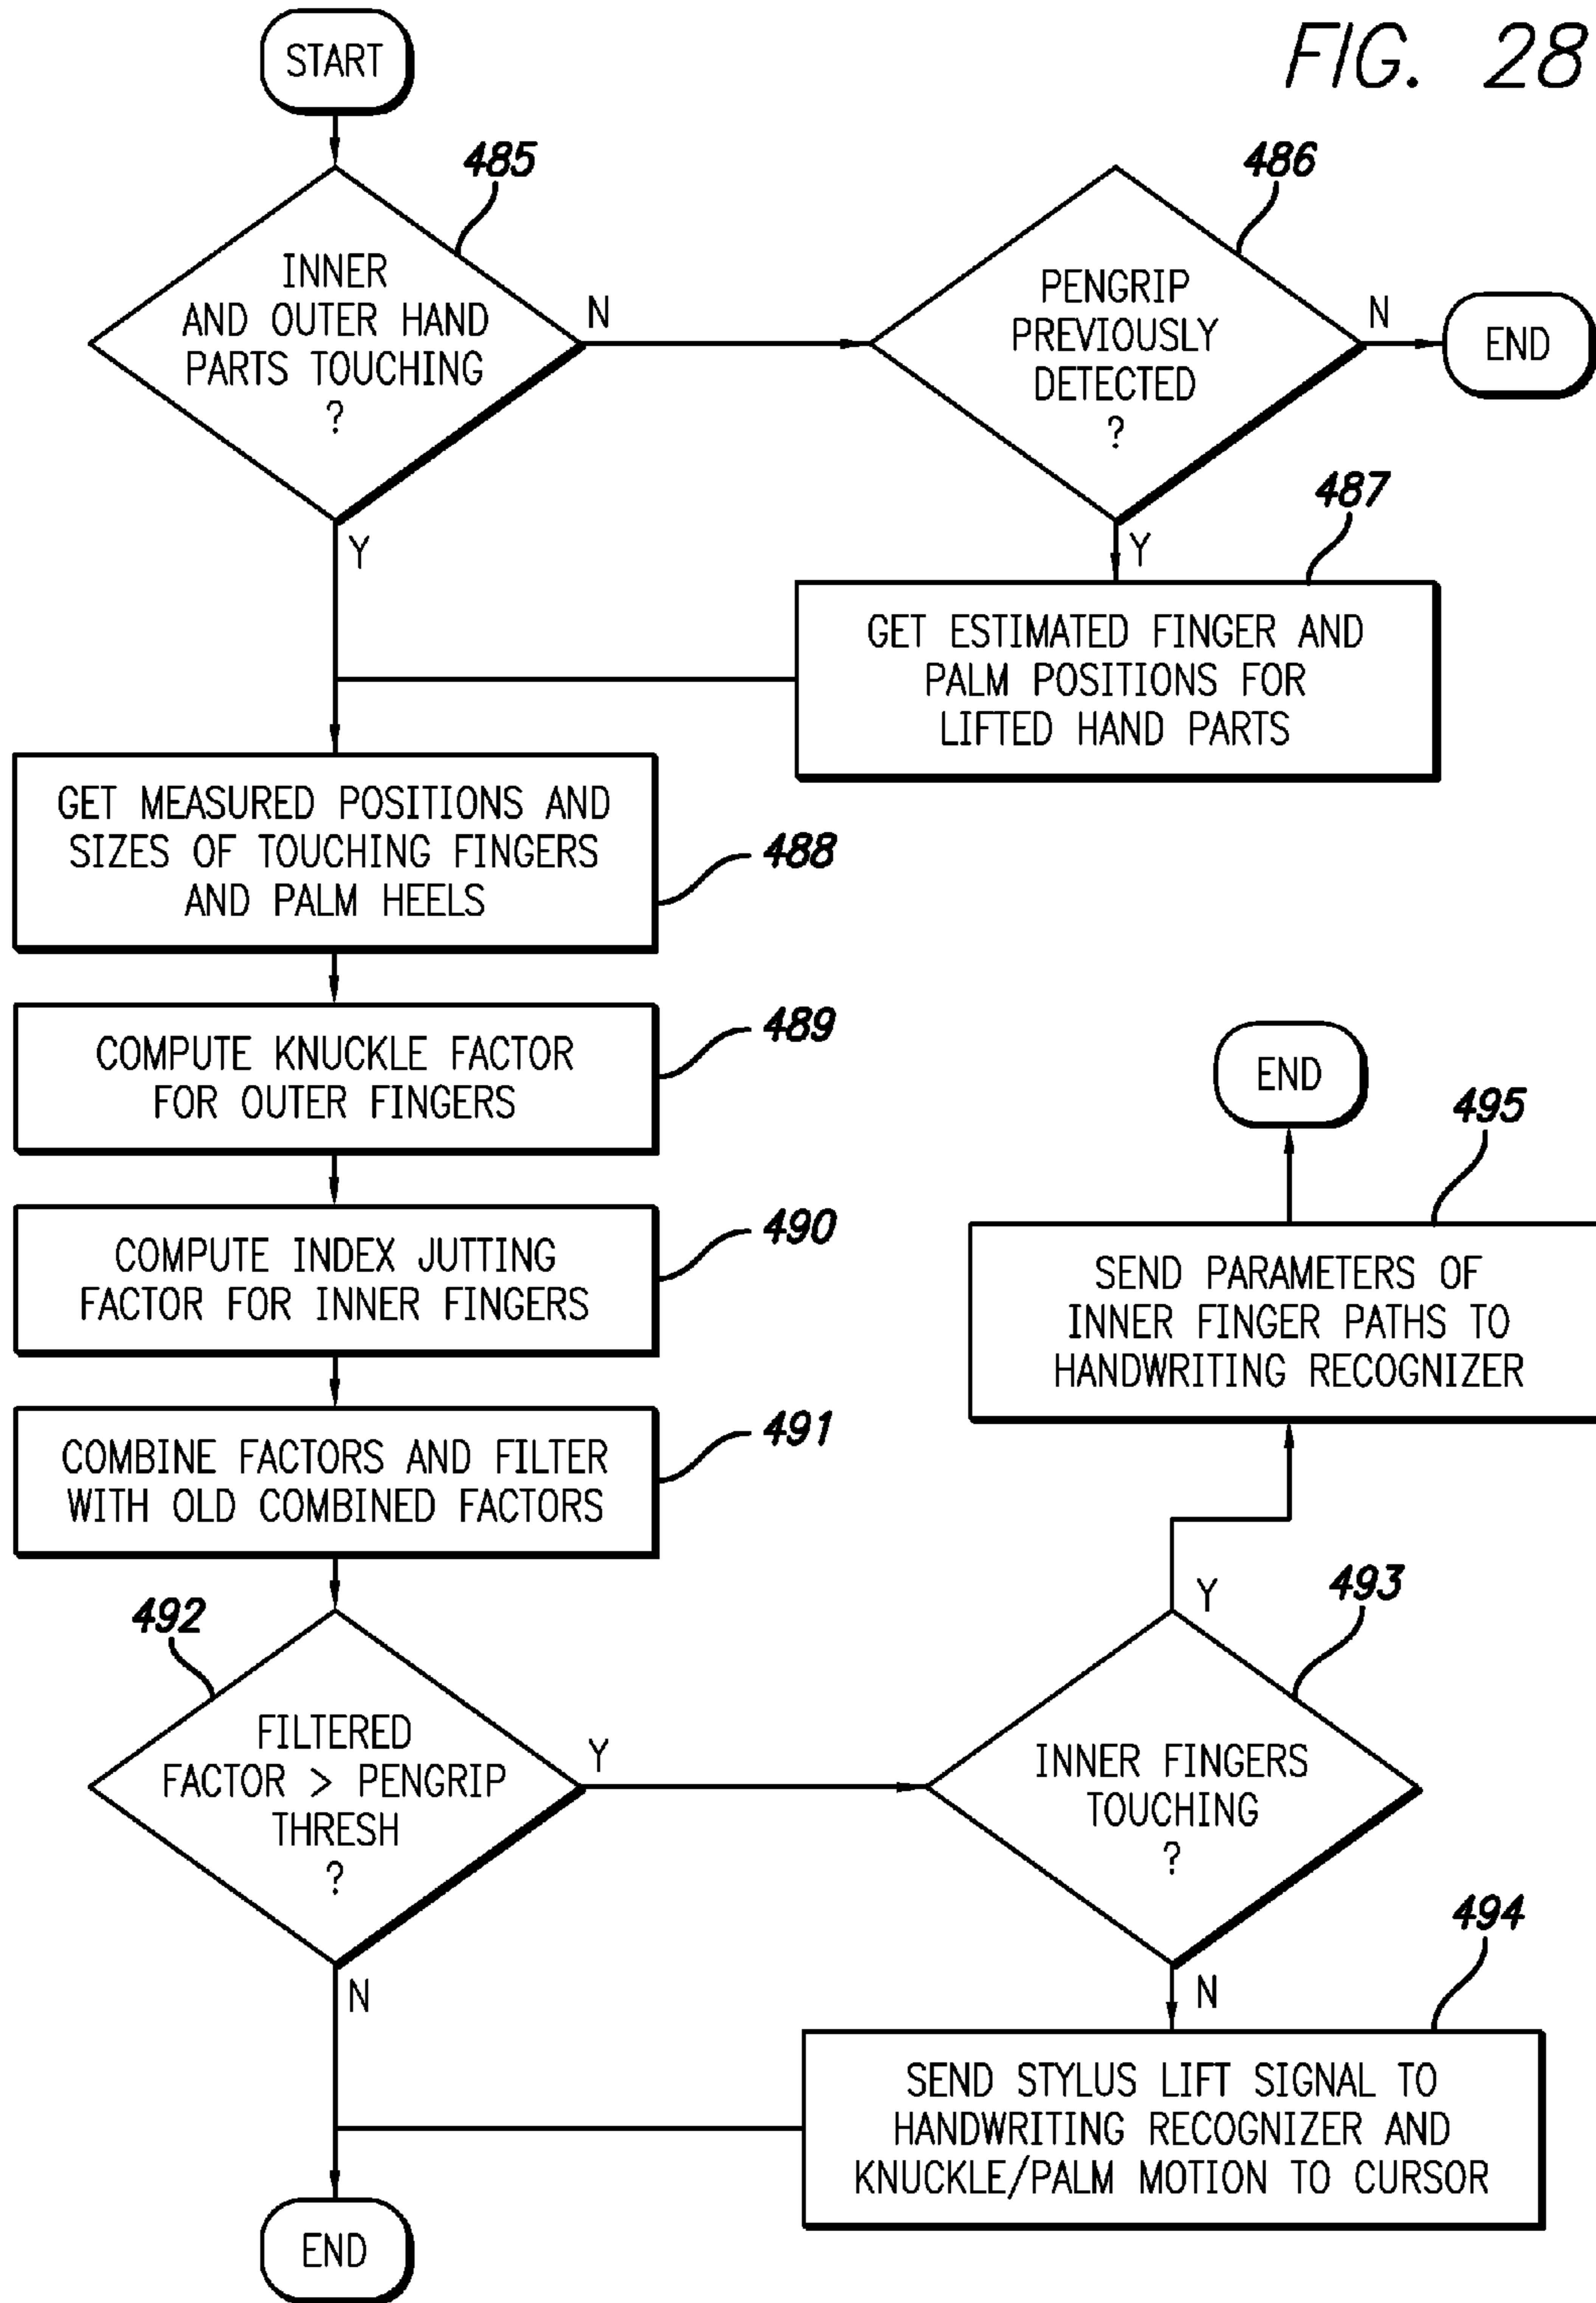 FIG. 28
START
485
INNER
AND OUTER HAND
PARTS TOUCHING
?
N
Y
486
PENGRIP
PREVIOUSLY
DETECTED
?
N
END
Y
487
GET ESTIMATED FINGER AND
PALM POSITIONS FOR
LIFTED HAND PARTS
GET MEASURED POSITIONS AND
SIZES OF TOUCHING FINGERS
AND PALM HEELS
488
COMPUTE KNUCKLE FACTOR
FOR OUTER FINGERS
489
COMPUTE INDEX JUTTING
FACTOR FOR INNER FINGERS
490
COMBINE FACTORS AND FILTER
WITH OLD COMBINED FACTORS
491
492
FILTERED
FACTOR > PENGRIP
THRESH
?
Y
N
END
495
SEND PARAMETERS OF
INNER FINGER PATHS TO
HANDWRITING RECOGNIZER
Y
493
INNER FINGERS
TOUCHING
?
N
494
SEND STYLUS LIFT SIGNAL TO
HANDWRITING RECOGNIZER AND
KNUCKLE/PALM MOTION TO CURSOR
END